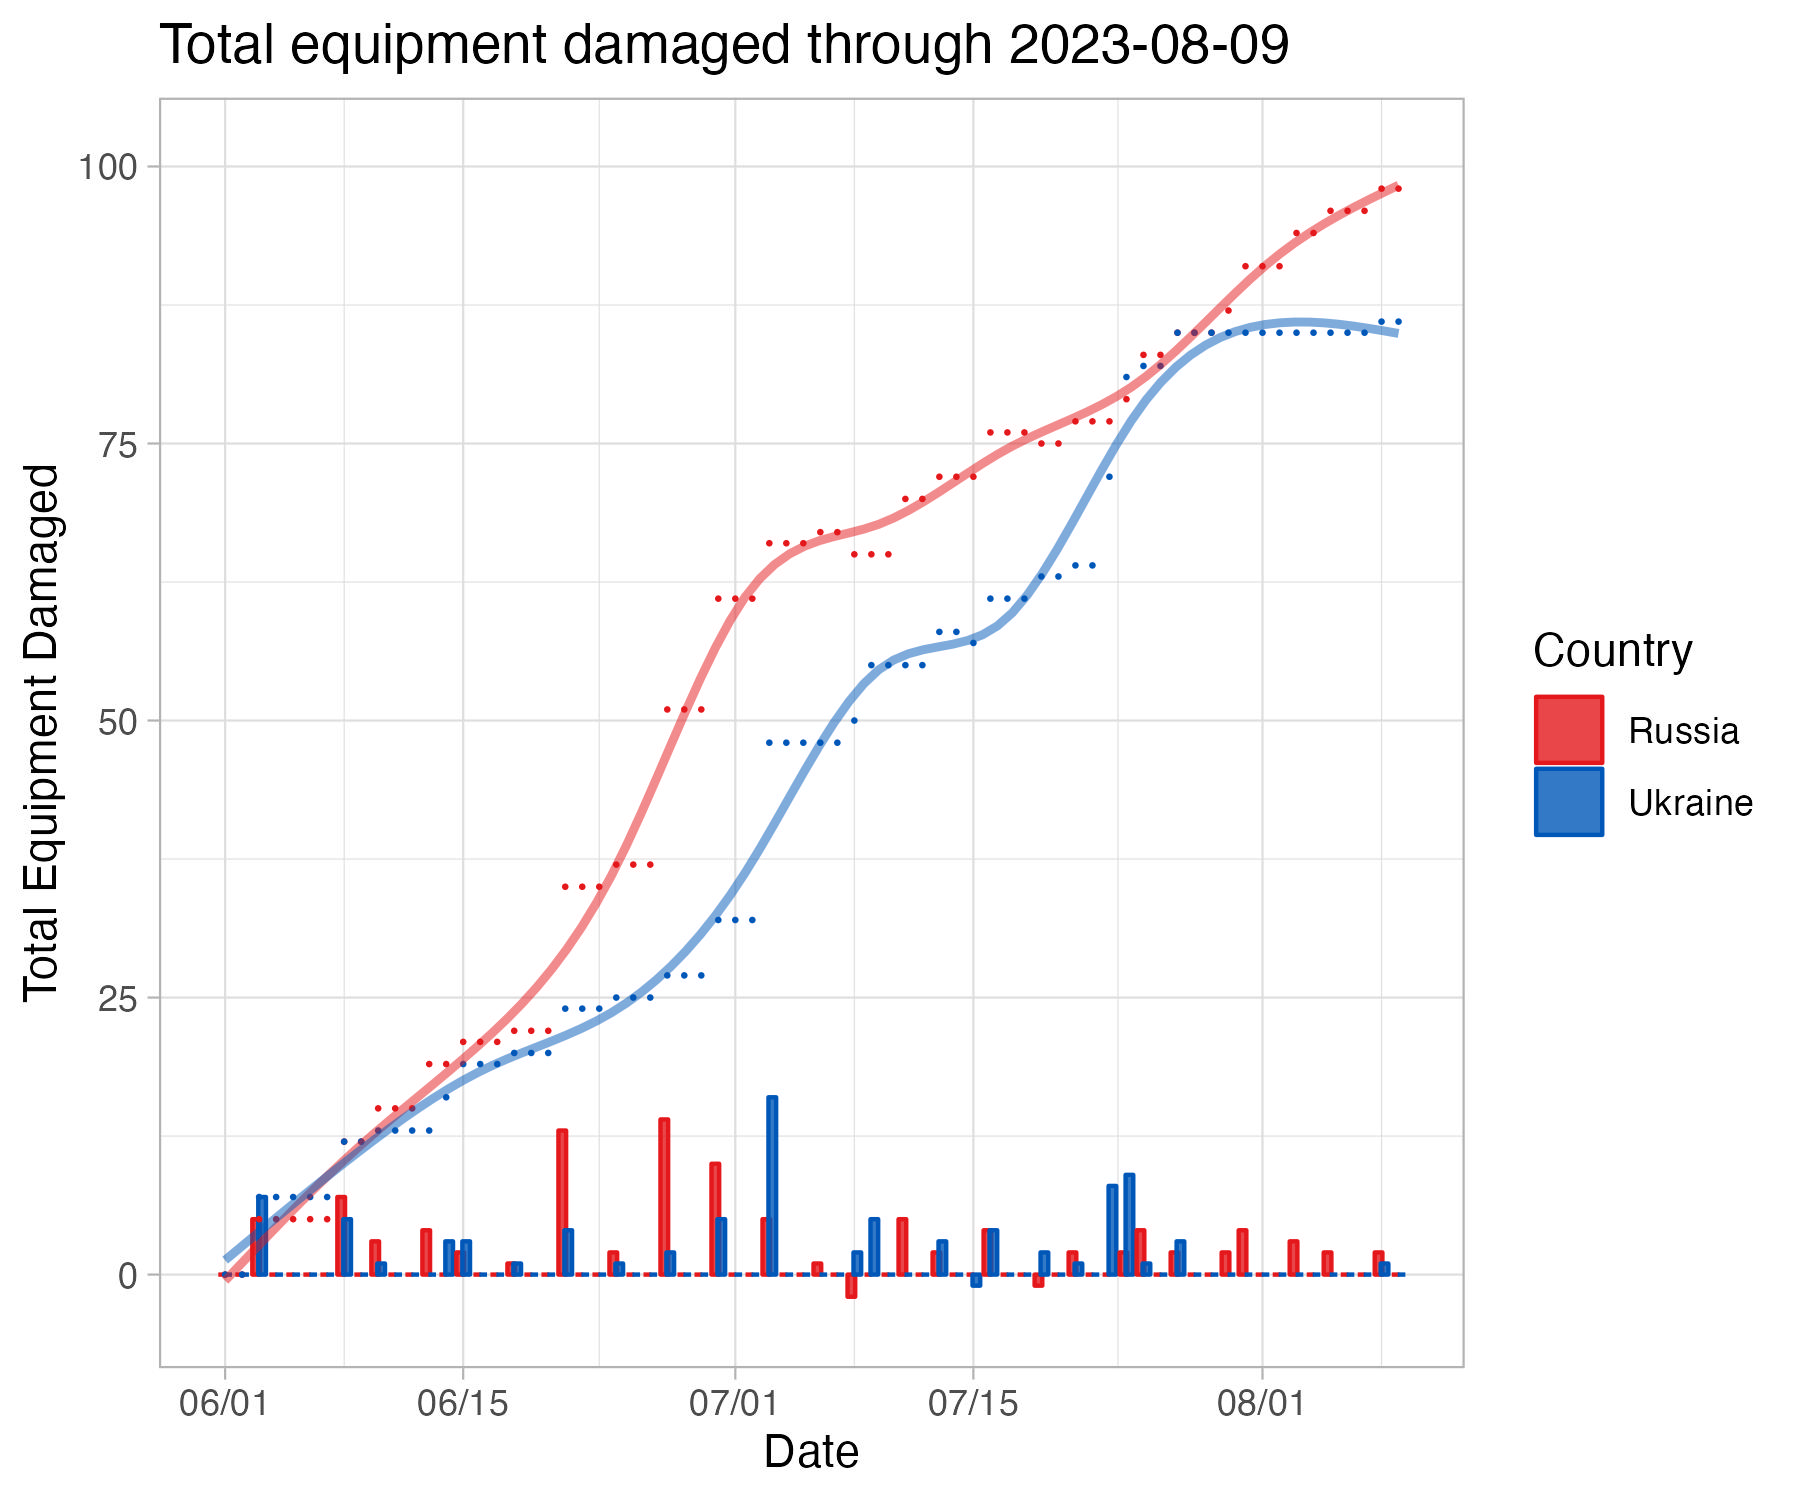 Total equipment damaged through 2023-08-09
Total Equipment Damaged
100
75
50
25
0
06/01
06/15
07/01
07/15
08/01
Date
Country
Russia
Ukraine